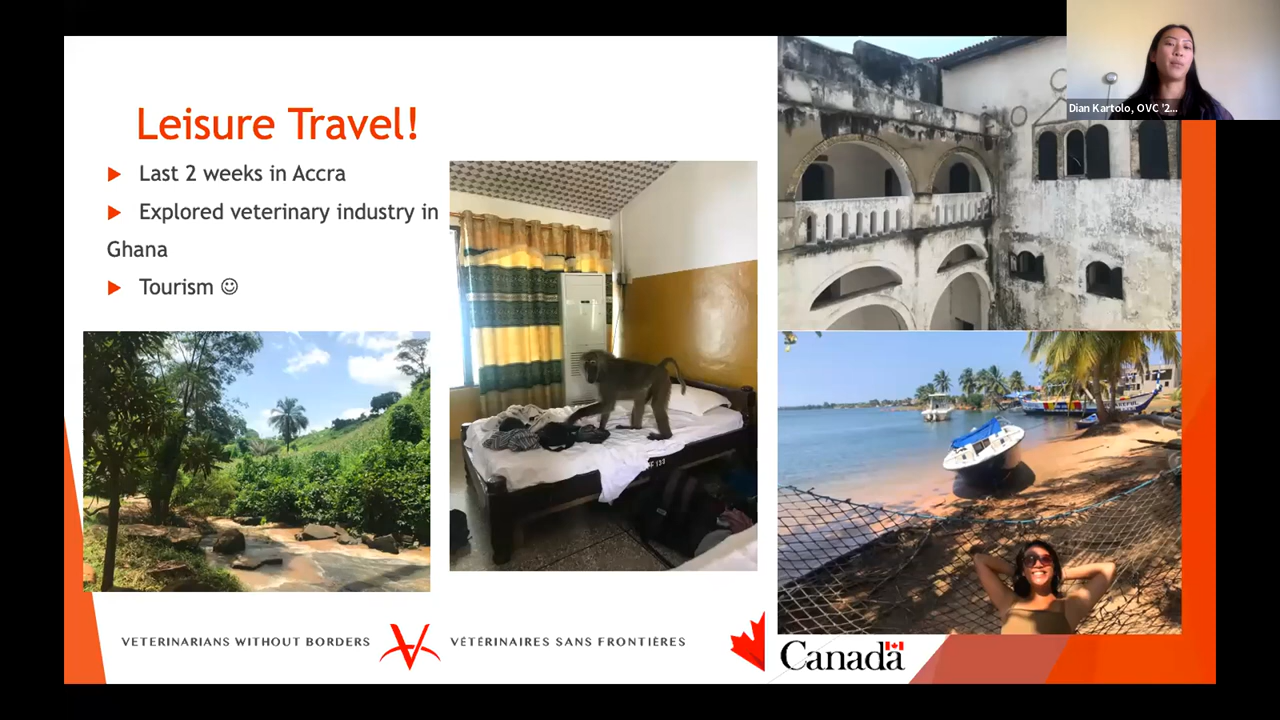 Dian Kartolo, OVC '2...
Leisure Travel!
Last 2 weeks in Accra
Explored veterinary industry in
Ghana
Tourism ☺
VETERINARIANS WITHOUT BORDERS
VÉTÉRINAIRES SANS FRONTIÈRES
Canada